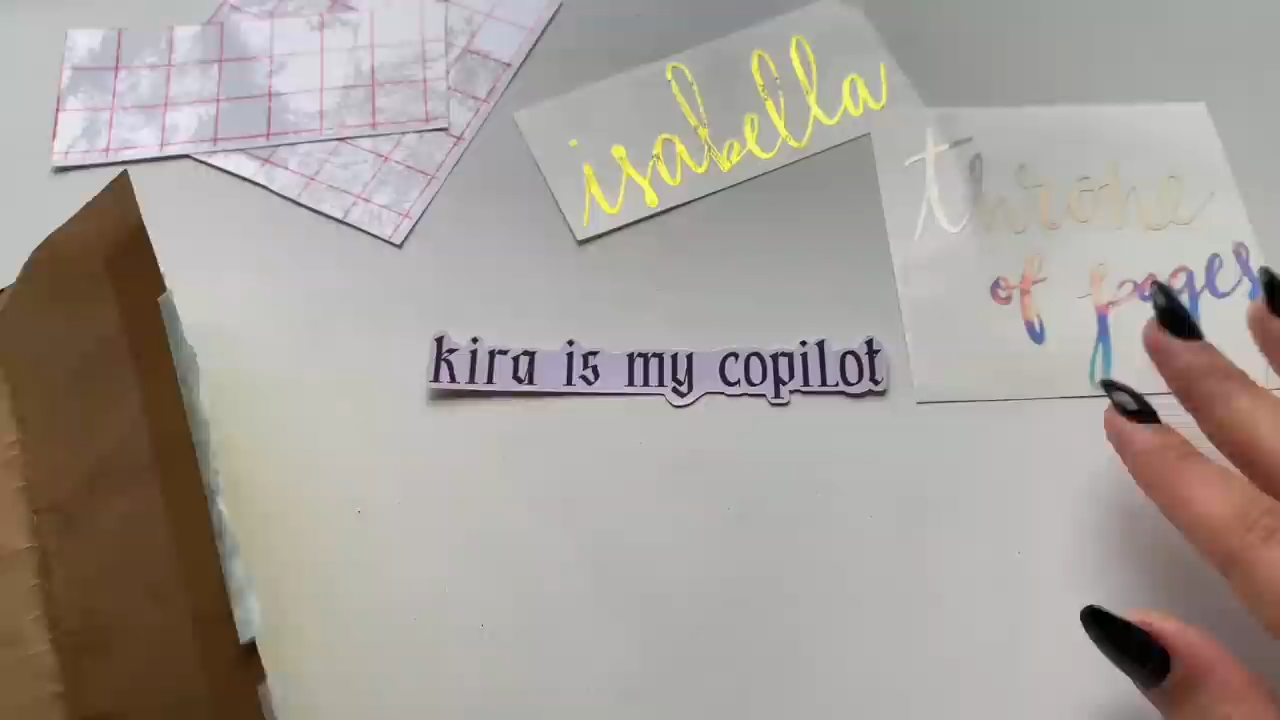 isabella
throne
of pages
kira is my copilot